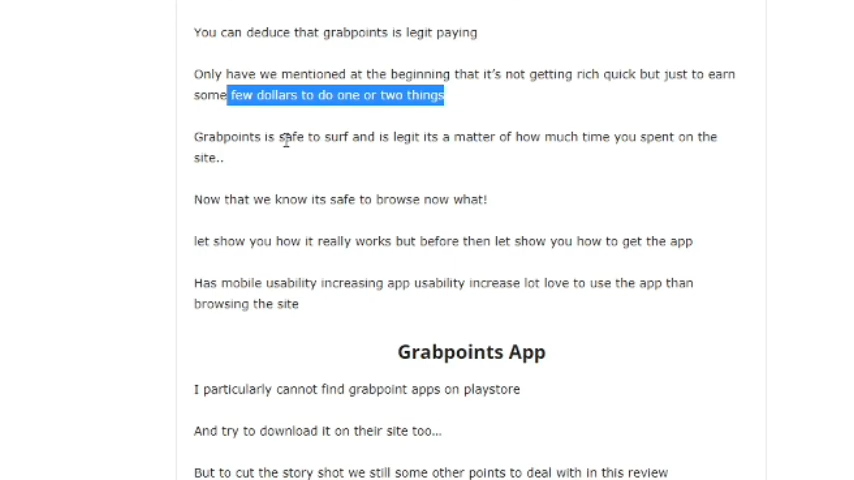 You can deduce that grabpoints is legit paying
Only have we mentioned at the beginning that it’s not getting rich quick but just to earn
some few dollars to do one or two things
Grabpoints is safe to surf and is legit its a matter of how much time you spent on the
site..
Now that we know its safe to browse now what!
let show you how it really works but before then let show you how to get the app
Has mobile usability increasing app usability increase lot love to use the app than
browsing the site
Grabpoints App
I particularly cannot find grabpoint apps on playstore
And try to download it on their site too...
But to cut the story shot we still some other points to deal with in this review